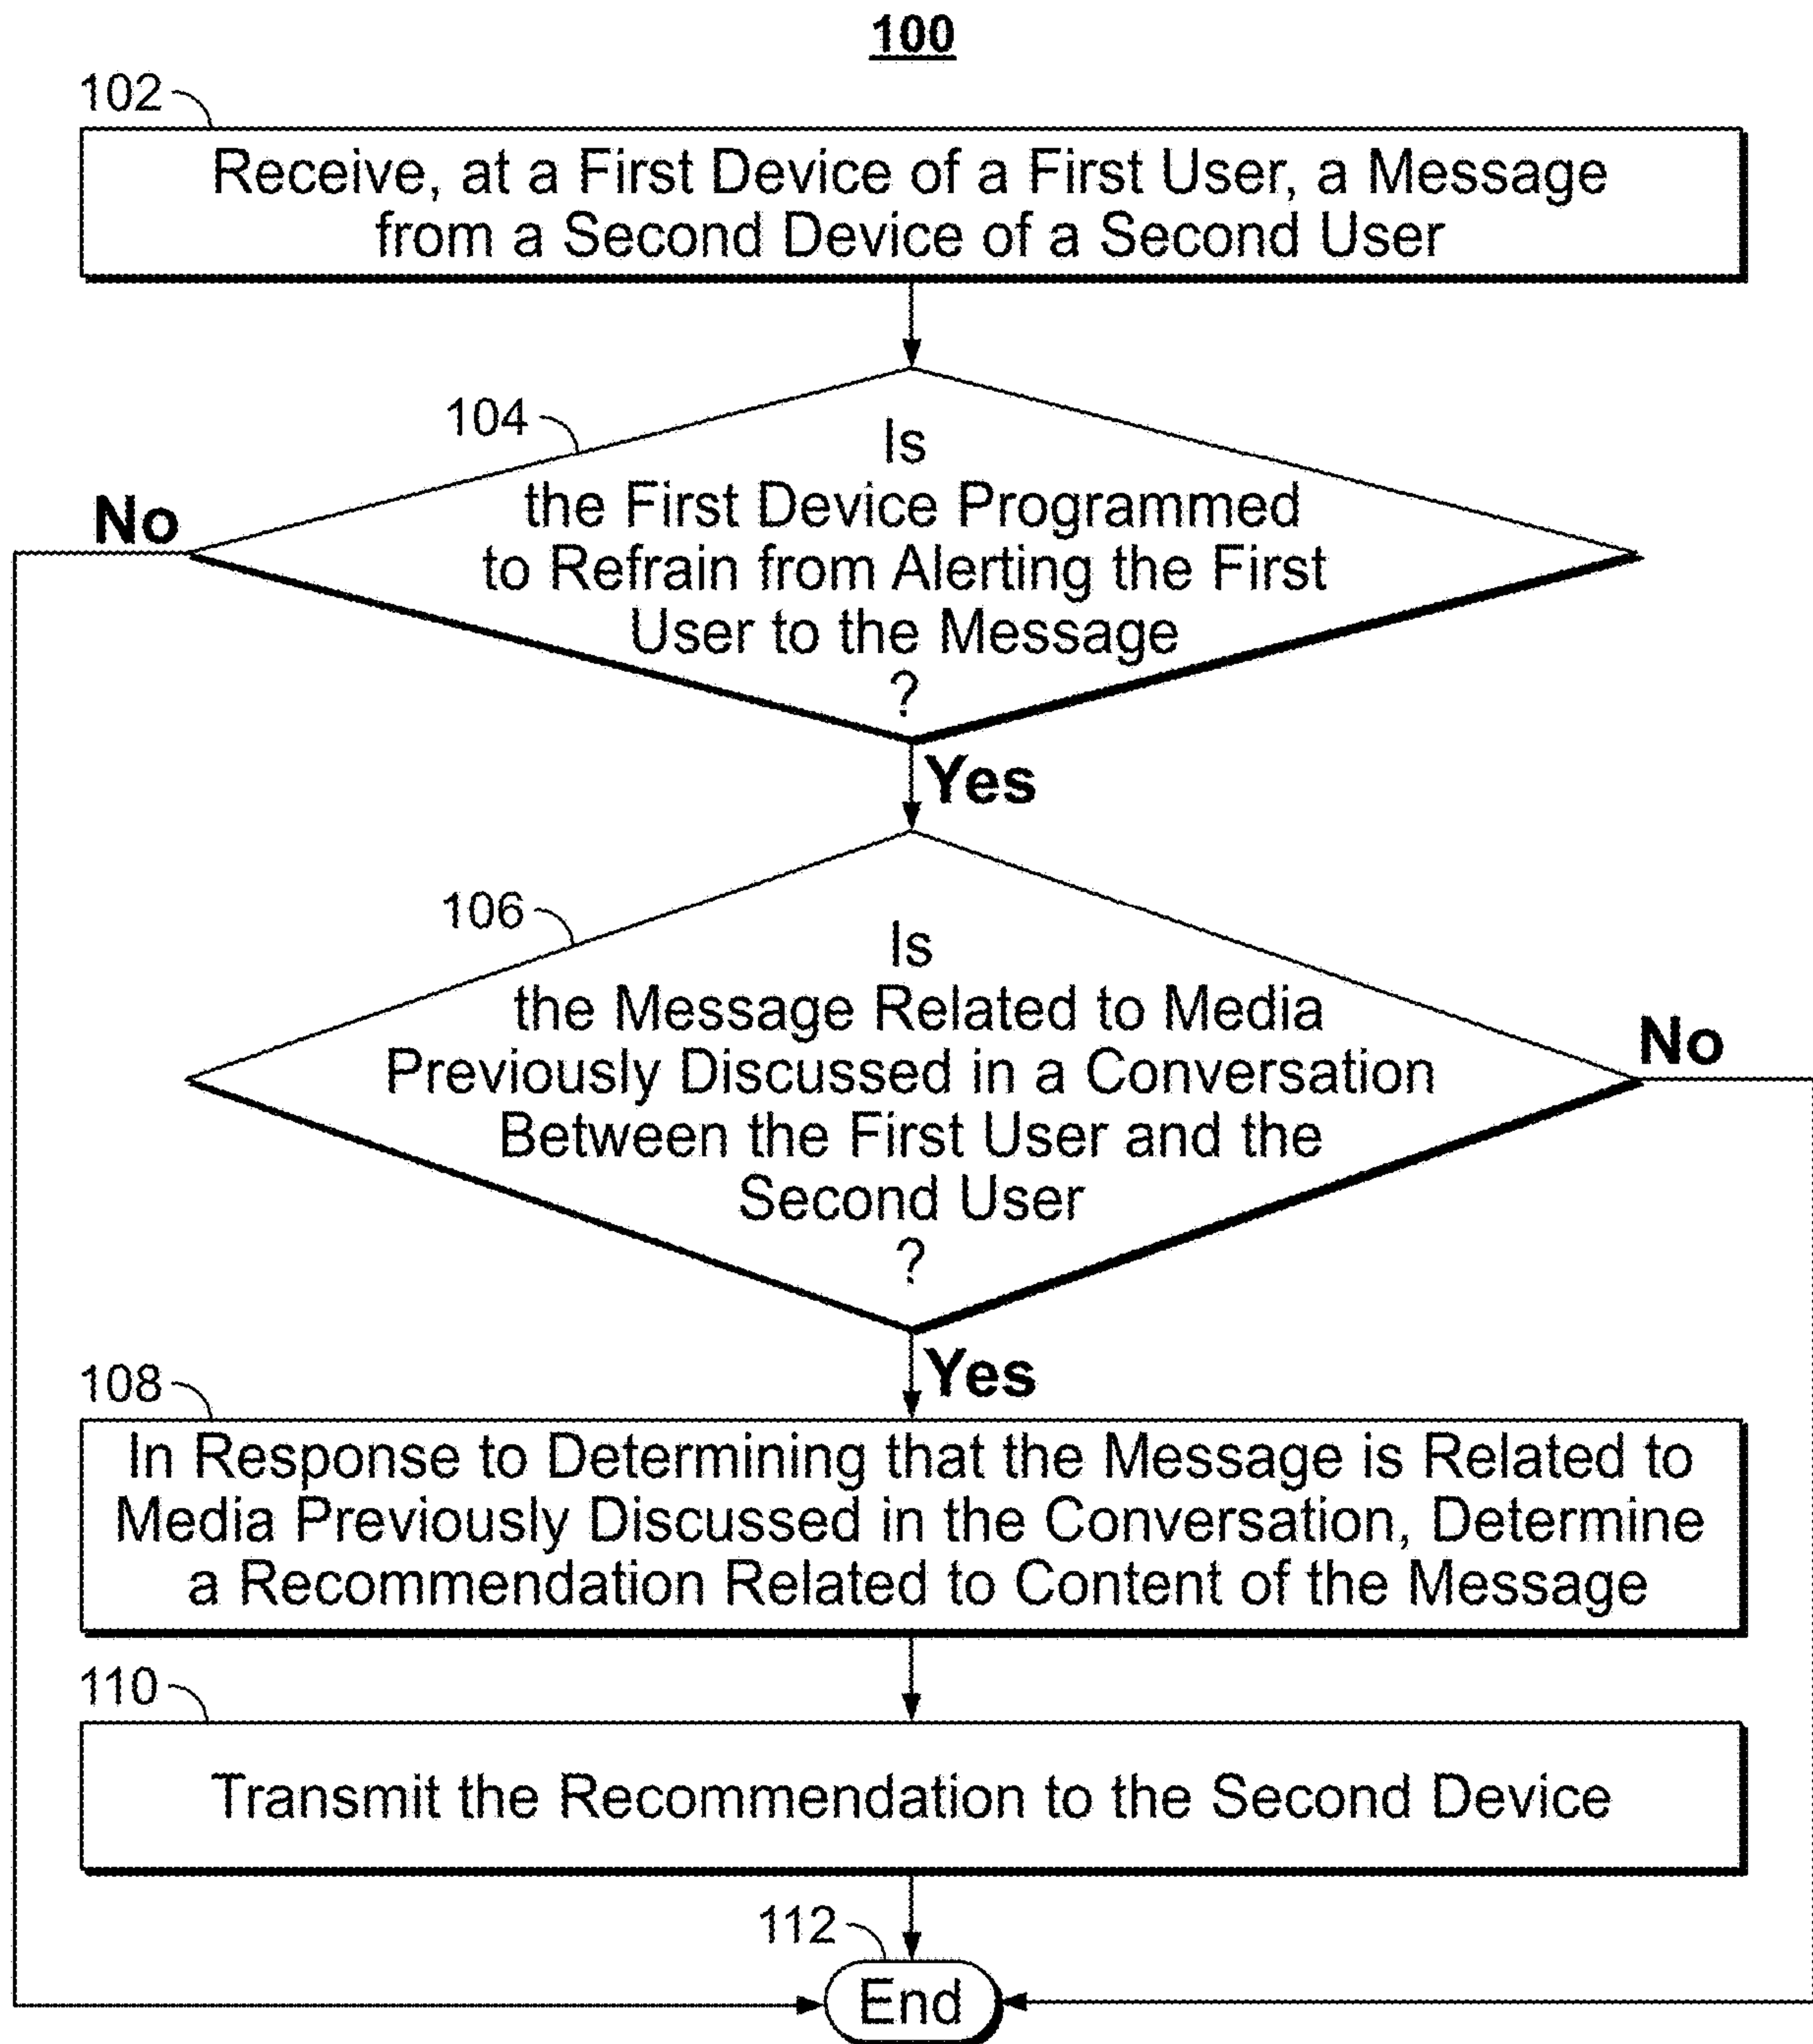 100
102
Receive, at a First Device of a First User, a Message
from a Second Device of a Second User
104
Is
the First Device Programmed
to Refrain from Alerting the First
User to the Message
?
No
Yes
106
Is
the Message Related to Media
Previously Discussed in a Conversation
Between the First User and the
Second User
?
No
Yes
108
In Response to Determining that the Message is Related to
Media Previously Discussed in the Conversation, Determine
a Recommendation Related to Content of the Message
110
Transmit the Recommendation to the Second Device
112
End